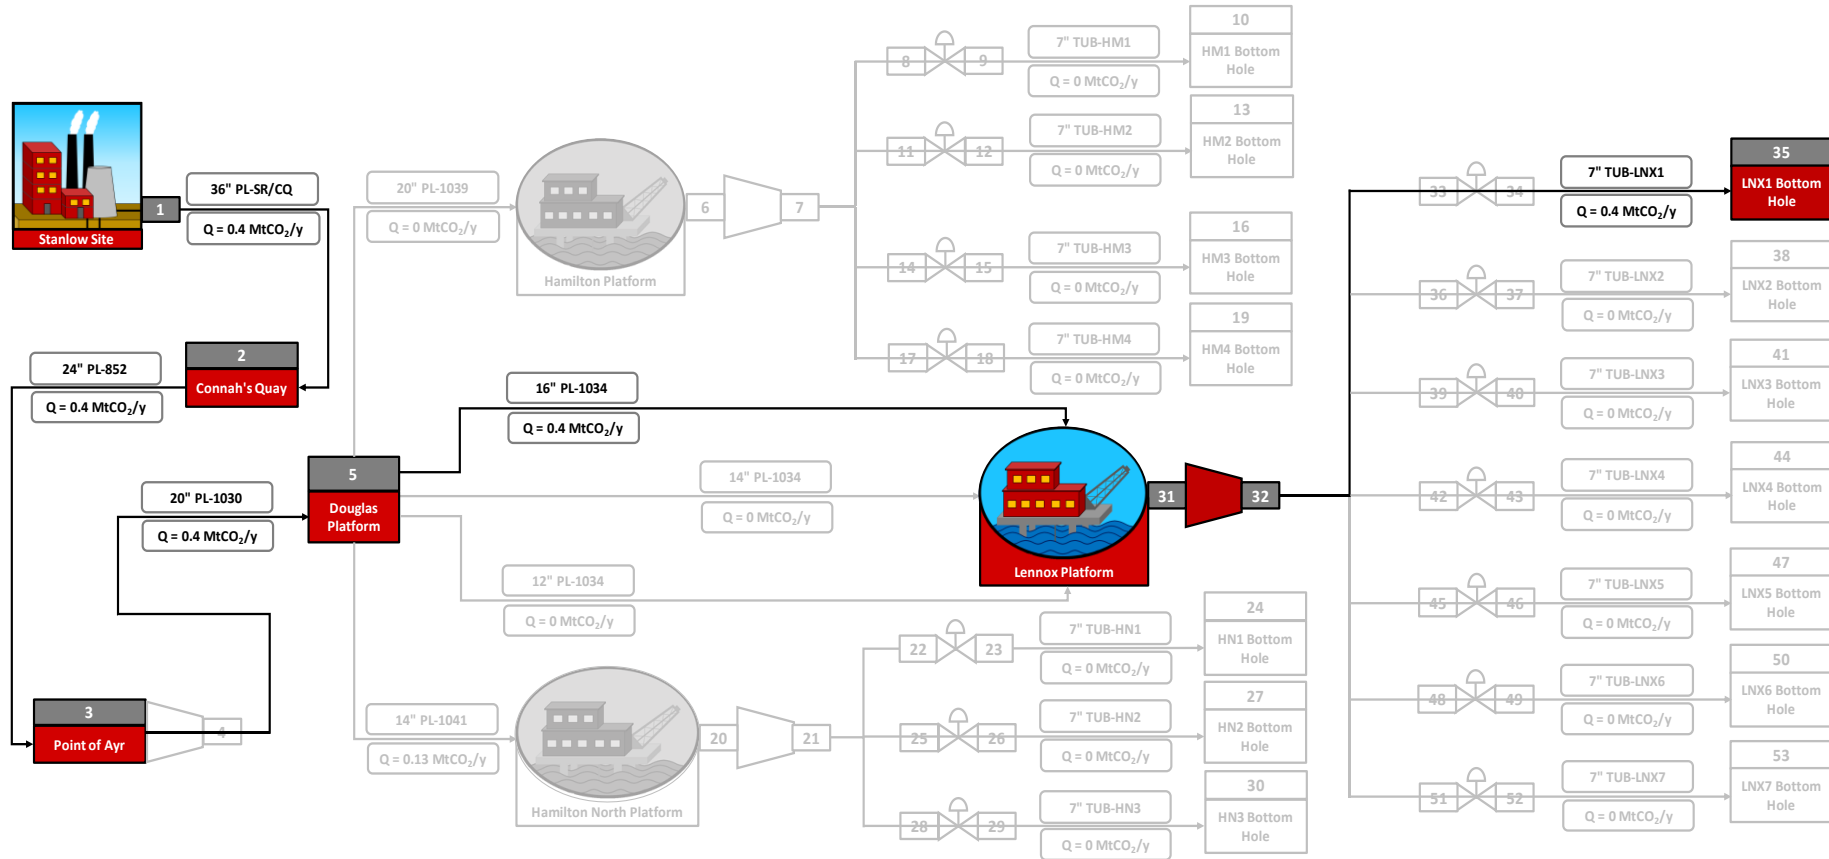 Stanlow Site
1
36" PL-SR/CQ
Q = 0.4 MtCO₂/y
2
Connah's Quay
24" PL-852
Q = 0.4 MtCO₂/y
3
Point of Ayr
4
20" PL-1030
Q = 0.4 MtCO₂/y
5
Douglas
Platform
20" PL-1039
Q = 0 MtCO₂/y
Hamilton Platform
6
7
8
9
7" TUB-HM1
Q = 0 MtCO₂/y
10
HM1 Bottom
Hole
11
12
7" TUB-HM2
Q = 0 MtCO₂/y
13
HM2 Bottom
Hole
14
15
7" TUB-HM3
Q = 0 MtCO₂/y
16
HM3 Bottom
Hole
17
18
7" TUB-HM4
Q = 0 MtCO₂/y
19
HM4 Bottom
Hole
16" PL-1034
Q = 0.4 MtCO₂/y
14" PL-1034
Q = 0 MtCO₂/y
12" PL-1034
Q = 0 MtCO₂/y
Lennox Platform
31
32
14" PL-1041
Q = 0.13 MtCO₂/y
Hamilton North Platform
20
21
22
23
7" TUB-HN1
Q = 0 MtCO₂/y
24
HN1 Bottom
Hole
25
26
7" TUB-HN2
Q = 0 MtCO₂/y
27
HN2 Bottom
Hole
28
29
7" TUB-HN3
Q = 0 MtCO₂/y
30
HN3 Bottom
Hole
33
34
7" TUB-LNX1
Q = 0.4 MtCO₂/y
35
LNX1 Bottom
Hole
36
37
7" TUB-LNX2
Q = 0 MtCO₂/y
38
LNX2 Bottom
Hole
39
40
7" TUB-LNX3
Q = 0 MtCO₂/y
41
LNX3 Bottom
Hole
42
43
7" TUB-LNX4
Q = 0 MtCO₂/y
44
LNX4 Bottom
Hole
45
46
7" TUB-LNX5
Q = 0 MtCO₂/y
47
LNX5 Bottom
Hole
48
49
7" TUB-LNX6
Q = 0 MtCO₂/y
50
LNX6 Bottom
Hole
51
52
7" TUB-LNX7
Q = 0 MtCO₂/y
53
LNX7 Bottom
Hole